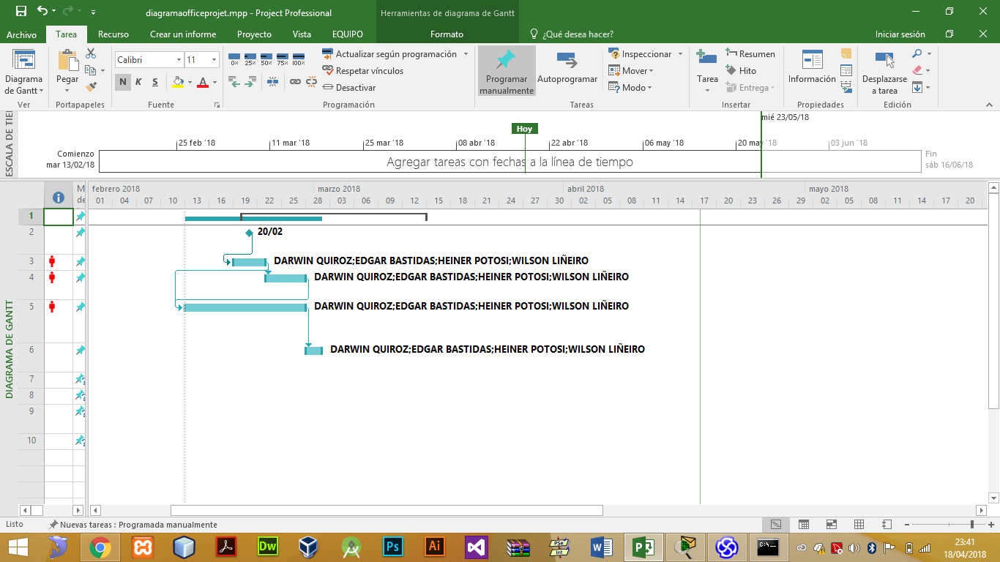 diagramaofficeprojet.mpp - Project Professional
Herramientas de diagrama de Gantt
Archivo Tarea Recurso Crear un informe Proyecto Vista EQUIPO Formato ¿Qué desea hacer? Iniciar sesión
Diagrama de Gantt
Pegar
Calibri 11
N K S
0% 25% 50% 75% 100%
Actualizar según programación
Respetar vínculos
Desactivar
Programar manualmente
Autoprogramar
Inspeccionar
Mover
Modo
Tarea
Resumen
Hito
Entrega
Información
Desplazarse a tarea
Ver Portapapeles Fuente Programación Tareas Insertar Propiedades Edición
ESCALA DE TIE
mié 23/05/18
Hoy
25 feb '18 11 mar '18 25 mar '18 08 abr '18 22 abr '18 06 may '18 20 may '18 03 jun '18
Comienzo
mar 13/02/18
Agregar tareas con fechas a la línea de tiempo
Fin
sáb 16/06/18
DIAGRAMA DE GANTT
M
de
febrero 2018 marzo 2018 abril 2018 mayo 2018
01 04 07 10 13 16 19 22 25 28 03 06 09 12 15 18 21 24 27 30 02 05 08 11 14 17 20 23 26 29 02 05 08 11 14 17 20
1
2 20/02
3 DARWIN QUIROZ;EDGAR BASTIDAS;HEINER POTOSI;WILSON LIÑEIRO
4 DARWIN QUIROZ;EDGAR BASTIDAS;HEINER POTOSI;WILSON LIÑEIRO
5 DARWIN QUIROZ;EDGAR BASTIDAS;HEINER POTOSI;WILSON LIÑEIRO
6 DARWIN QUIROZ;EDGAR BASTIDAS;HEINER POTOSI;WILSON LIÑEIRO
7
8
9
10
Listo Nuevas tareas : Programada manualmente
Dw Ps Ai PSe Int W P
C:\_
23:41
18/04/2018